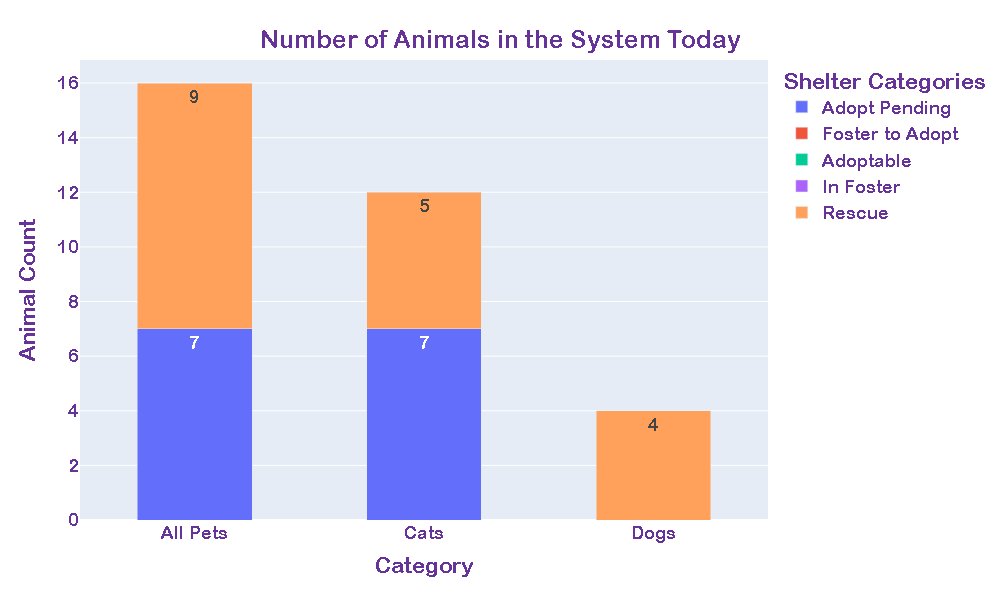 Number of Animals in the System Today
Shelter Categories
Adopt Pending
Foster to Adopt
Adoptable
In Foster
Rescue
Animal Count
16
14
12
10
8
6
4
2
0
9
7
5
7
4
All Pets
Cats
Dogs
Category